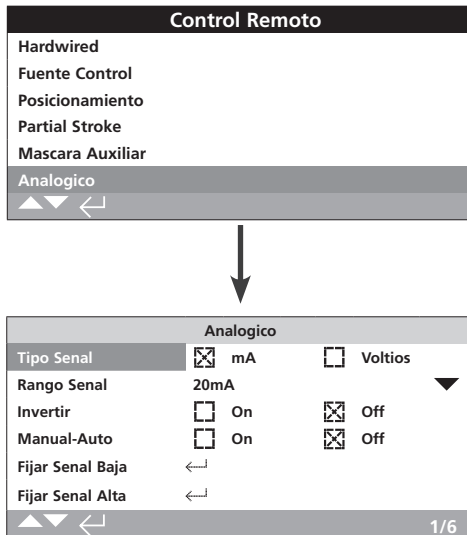 Control Remoto
Hardwired
Fuente Control
Posicionamiento
Partial Stroke
Mascara Auxiliar
Analogico
Analogico
Tipo Senal mA Voltios
Rango Senal 20mA
Invertir On Off
Manual-Auto On Off
Fijar Senal Baja
Fijar Senal Alta
1/6